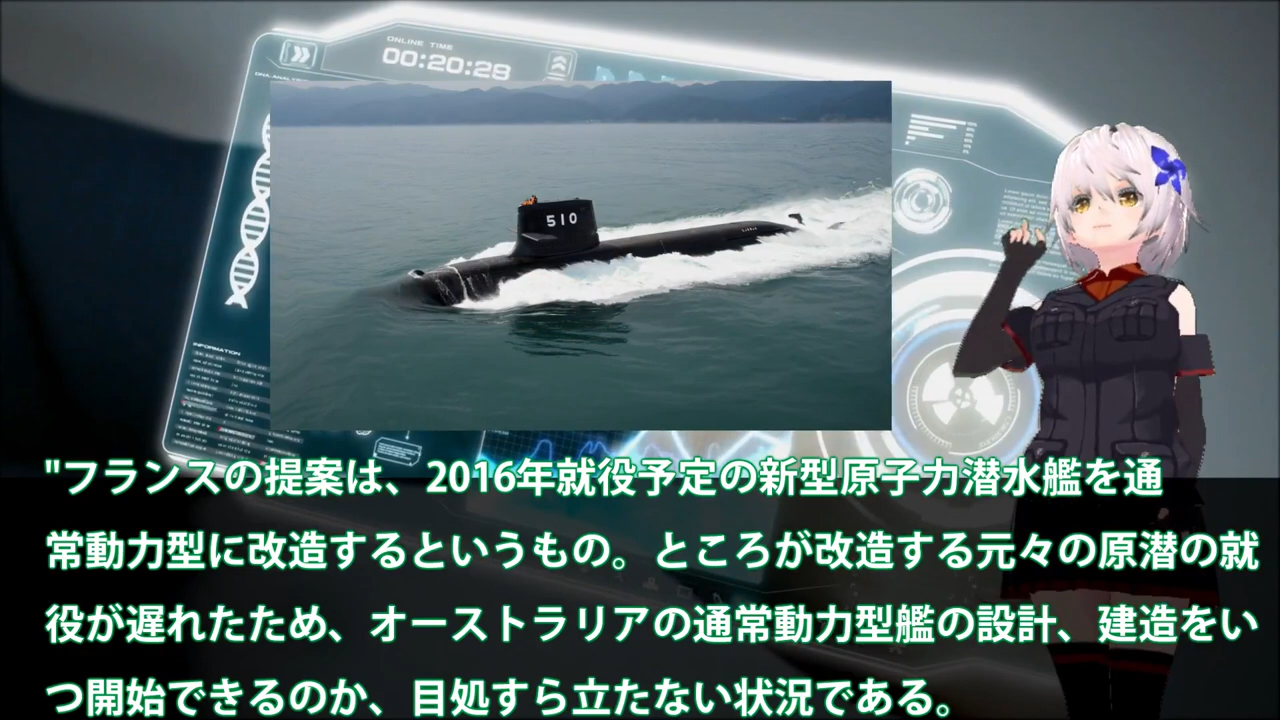 ONLINE TIME
00:20:28
510
INFORMATION
"フランスの提案は、2016年就役予定の新型原子力潜水艦を通
常動力型に改造するというもの。ところが改造する元々の原潜の就
役が遅れたため、オーストラリアの通常動力型艦の設計、建造をい
つ開始できるのか、目処すら立たない状況である。